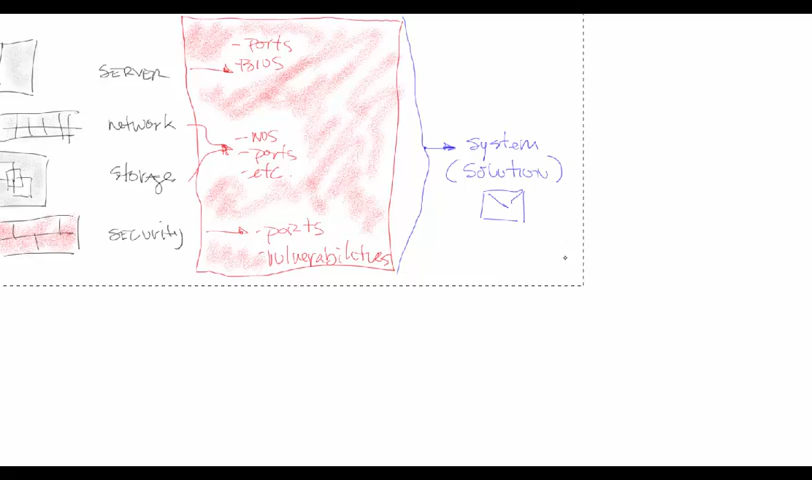 - ports
SERVER
- BIOS
network
- NOS
- ports
- etc.
system
(solution)
storage
security
- ports
- vulnerabilities